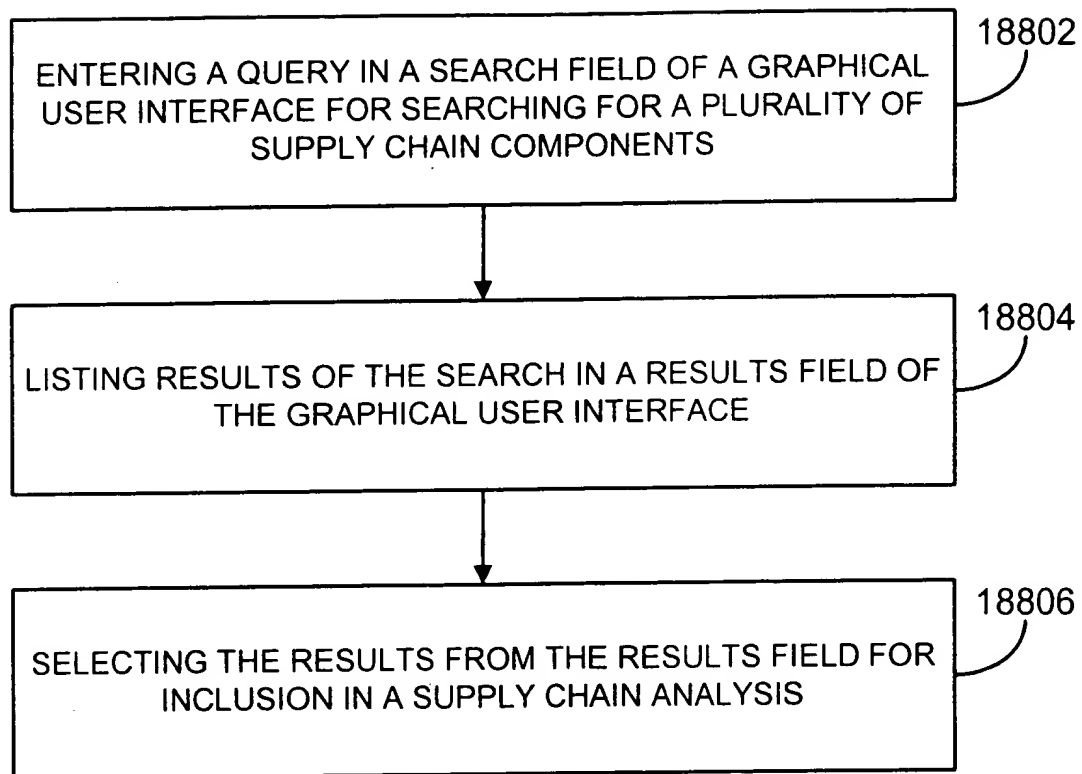 18802
ENTERING A QUERY IN A SEARCH FIELD OF A GRAPHICAL
USER INTERFACE FOR SEARCHING FOR A PLURALITY OF
SUPPLY CHAIN COMPONENTS
18804
LISTING RESULTS OF THE SEARCH IN A RESULTS FIELD OF
THE GRAPHICAL USER INTERFACE
18806
SELECTING THE RESULTS FROM THE RESULTS FIELD FOR
INCLUSION IN A SUPPLY CHAIN ANALYSIS